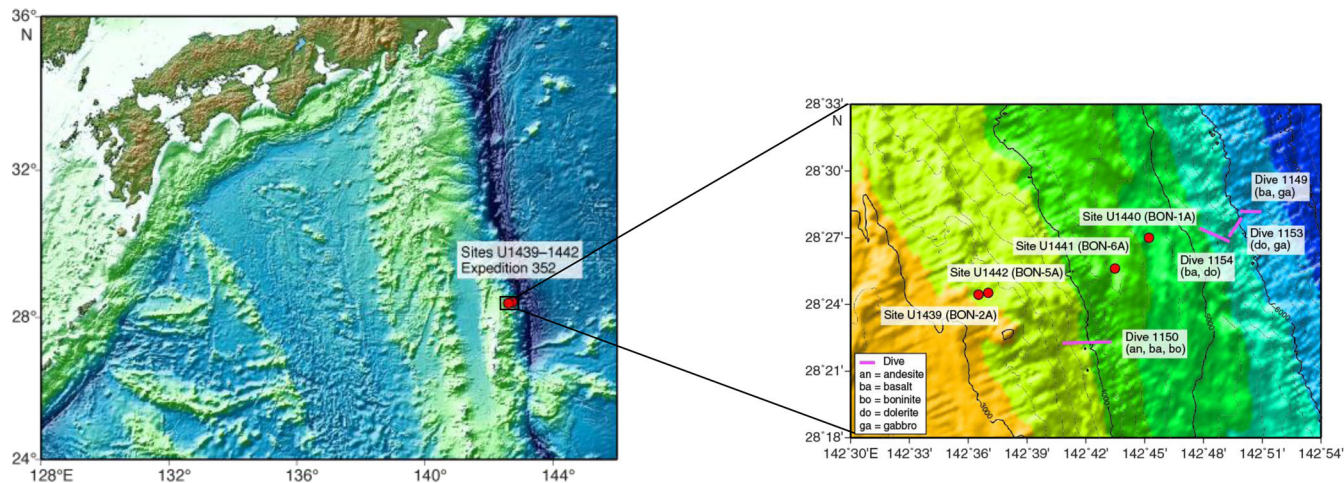 36°
N
32°
28°
24°
128°E
132°
136°
140°
144°
Sites U1439–1442
Expedition 352
28˚33'
N
28˚30'
28˚27'
28˚24'
28˚21'
28˚18'
142˚30'
142˚33'
142˚36'
142˚39'
142˚42'
142˚45'
142˚48'
142˚51'
142˚54'
Dive 1149
(ba, ga)
Site U1440 (BON-1A)
Dive 1153
(do, ga)
Site U1441 (BON-6A)
Dive 1154
(ba, do)
Site U1442 (BON-5A)
Site U1439 (BON-2A)
Dive 1150
(an, ba, bo)
Dive
an = andesite
ba = basalt
bo = boninite
do = dolerite
ga = gabbro
-3000
-4000
-5000
-6000